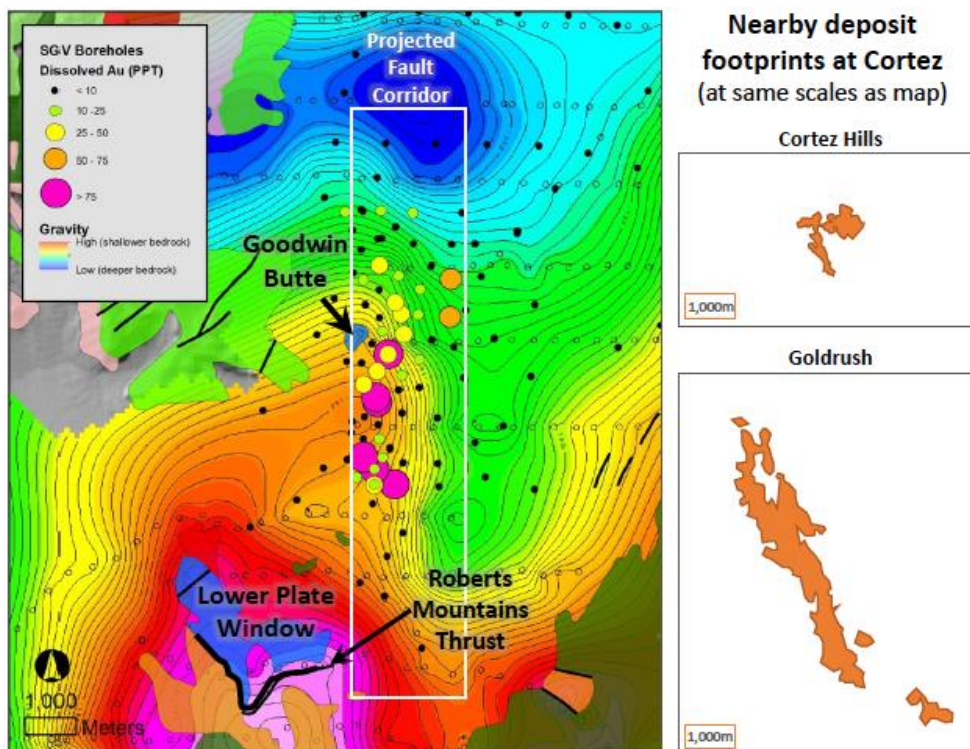 SGV Boreholes
Dissolved Au (PPT)
< 10
10 -25
25 - 50
50 - 75
> 75
Gravity
High (shallower bedrock)
Low (deeper bedrock)
Projected
Fault
Corridor
Goodwin
Butte
Lower Plate
Window
Roberts
Mountains
Thrust
1,000
Meters
Nearby deposit
footprints at Cortez
(at same scales as map)
Cortez Hills
1,000m
Goldrush
1,000m